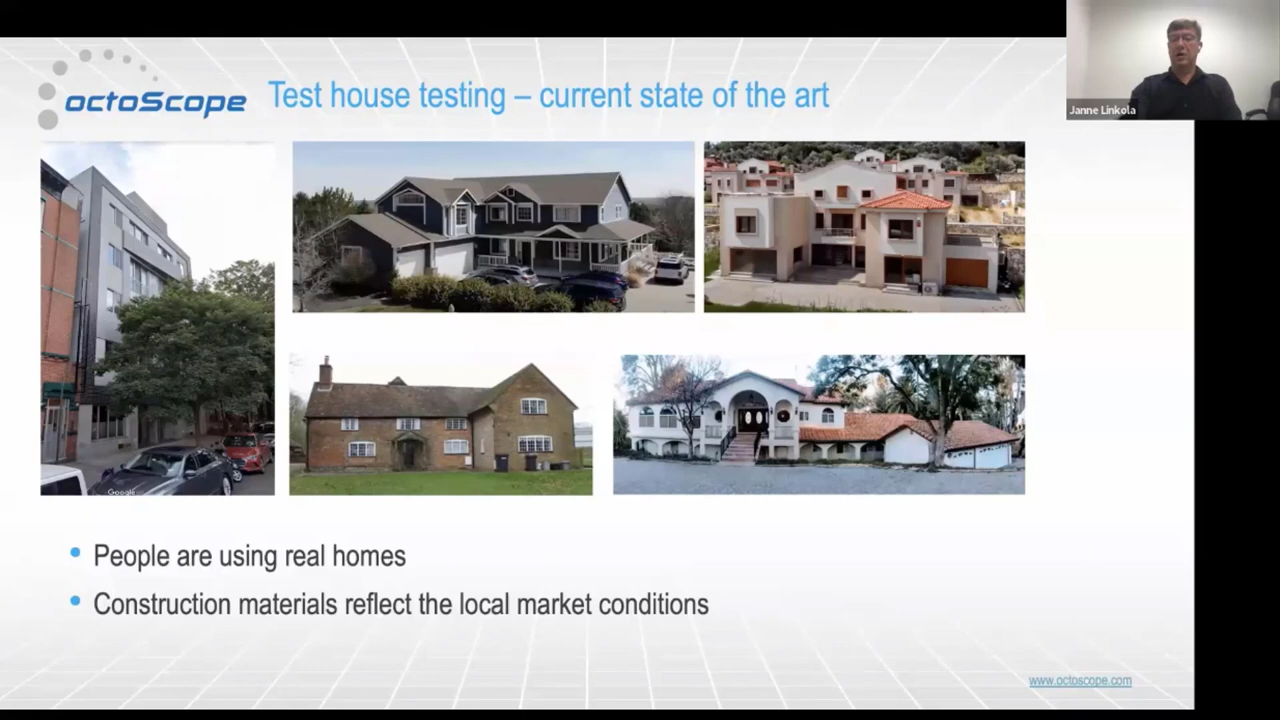 octoScope
Test house testing – current state of the art
Janne Linkola
Google
• People are using real homes
• Construction materials reflect the local market conditions
www.octoscope.com